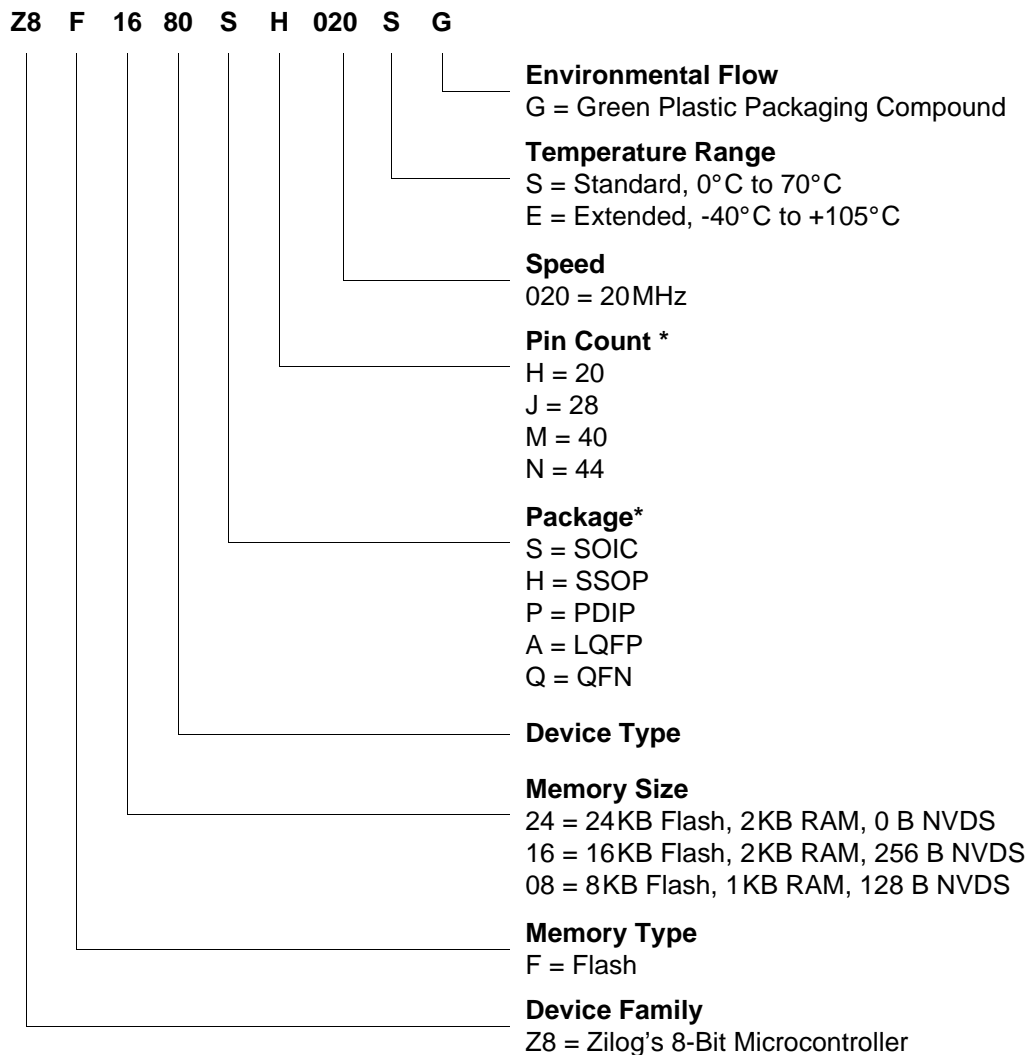 Z8 F 16 80 S H 020 S G
Environmental Flow
G = Green Plastic Packaging Compound
Temperature Range
S = Standard, 0°C to 70°C
E = Extended, -40°C to +105°C
Speed
020 = 20MHz
Pin Count *
H = 20
J = 28
M = 40
N = 44
Package*
S = SOIC
H = SSOP
P = PDIP
A = LQFP
Q = QFN
Device Type
Memory Size
24 = 24KB Flash, 2KB RAM, 0 B NVDS
16 = 16KB Flash, 2KB RAM, 256 B NVDS
08 = 8KB Flash, 1KB RAM, 128 B NVDS
Memory Type
F = Flash
Device Family
Z8 = Zilog's 8-Bit Microcontroller